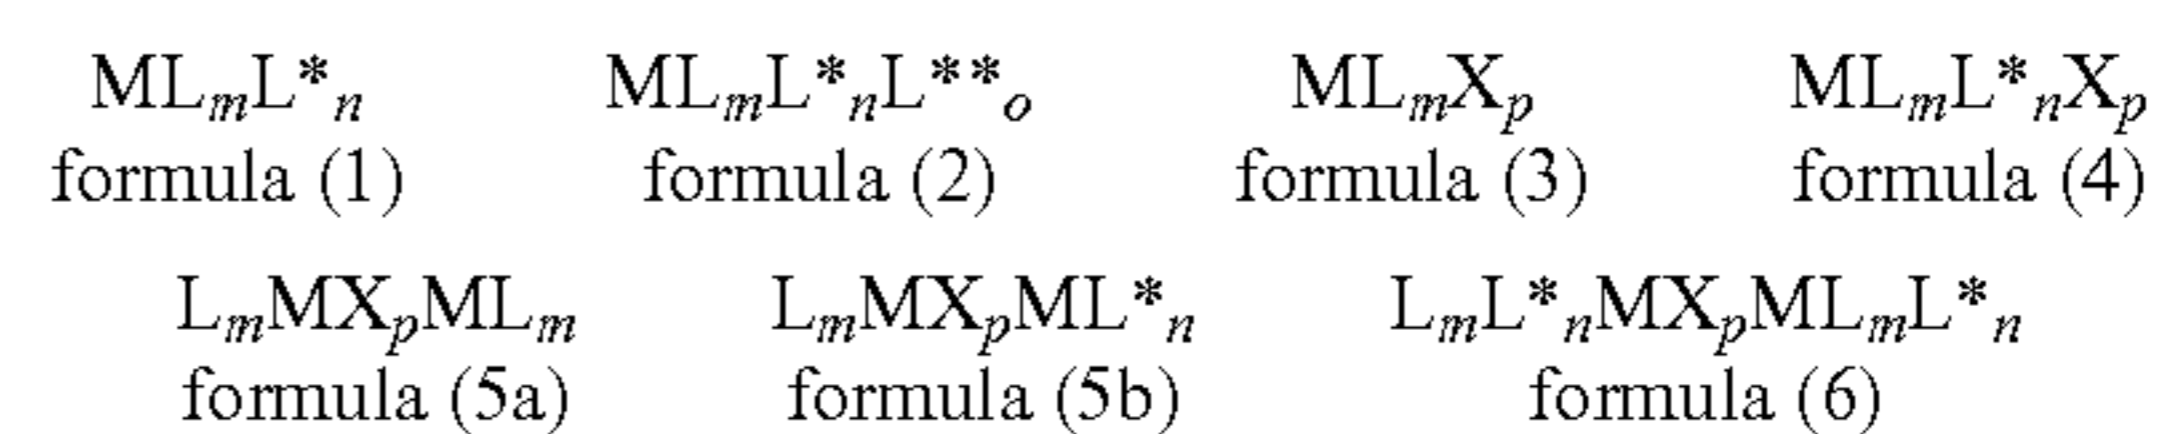 MLₘL*ₙ MLₘL*ₙL**ₒ MLₘXₚ MLₘL*ₙXₚ
formula (1) formula (2) formula (3) formula (4)
LₘMXₚMLₘ LₘMXₚML*ₙ LₘL*ₙMXₚMLₘL*ₙ
formula (5a) formula (5b) formula (6)